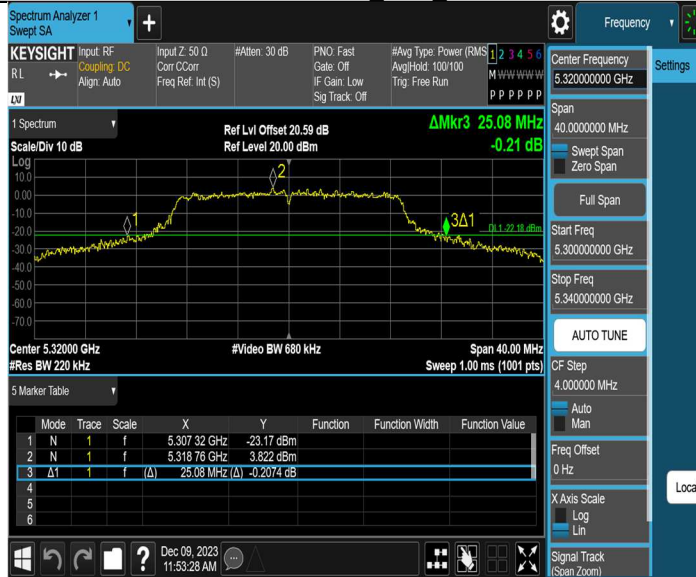 Spectrum Analyzer 1
Swept SA
+
Frequency
KEYSIGHT
RL
LXI
Input: RF
Coupling: DC
Align: Auto
Input Z: 50 Ω
Corr CCorr
Freq Ref: Int (S)
#Atten: 30 dB
PNO: Fast
Gate: Off
IF Gain: Low
Sig Track: Off
#Avg Type: Power (RMS
Avg|Hold: 100/100
Trig: Free Run
1 2 3 4 5 6
M W W W W W
P P P P P P
1 Spectrum
Scale/Div 10 dB
Ref Lvl Offset 20.59 dB
Ref Level 20.00 dBm
ΔMkr3 25.08 MHz
-0.21 dB
Log
10.0
0.00
-10.0
-20.0
-30.0
-40.0
-50.0
-60.0
-70.0
1
2
3Δ1
DL1 -22.18 dBm
Center 5.32000 GHz
#Res BW 220 kHz
#Video BW 680 kHz
Span 40.00 MHz
Sweep 1.00 ms (1001 pts)
5 Marker Table
Mode Trace Scale X Y Function Function Width Function Value
1 N 1 f 5.307 32 GHz -23.17 dBm
2 N 1 f 5.318 76 GHz 3.822 dBm
3 Δ1 1 f (Δ) 25.08 MHz (Δ) -0.2074 dB
4
5
6
?
Dec 09, 2023
11:53:28 AM
Center Frequency
5.320000000 GHz
Settings
Span
40.0000000 MHz
Swept Span
Zero Span
Full Span
Start Freq
5.300000000 GHz
Stop Freq
5.340000000 GHz
AUTO TUNE
CF Step
4.000000 MHz
Auto
Man
Freq Offset
0 Hz
X Axis Scale
Log
Lin
Signal Track
(Span Zoom)
Loca